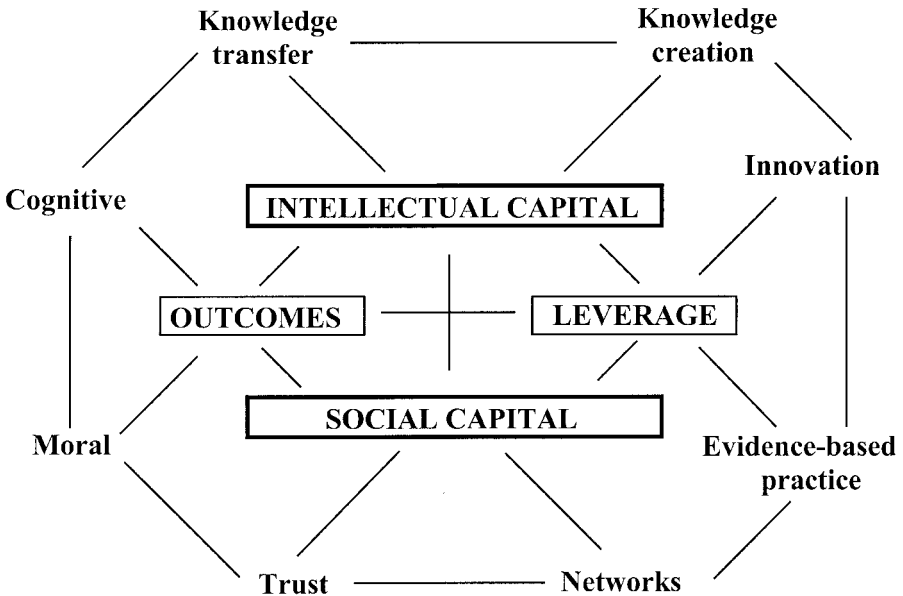 Knowledge
transfer
Knowledge
creation
Innovation
Cognitive
INTELLECTUAL CAPITAL
OUTCOMES
LEVERAGE
SOCIAL CAPITAL
Moral
Evidence-based
practice
Trust
Networks